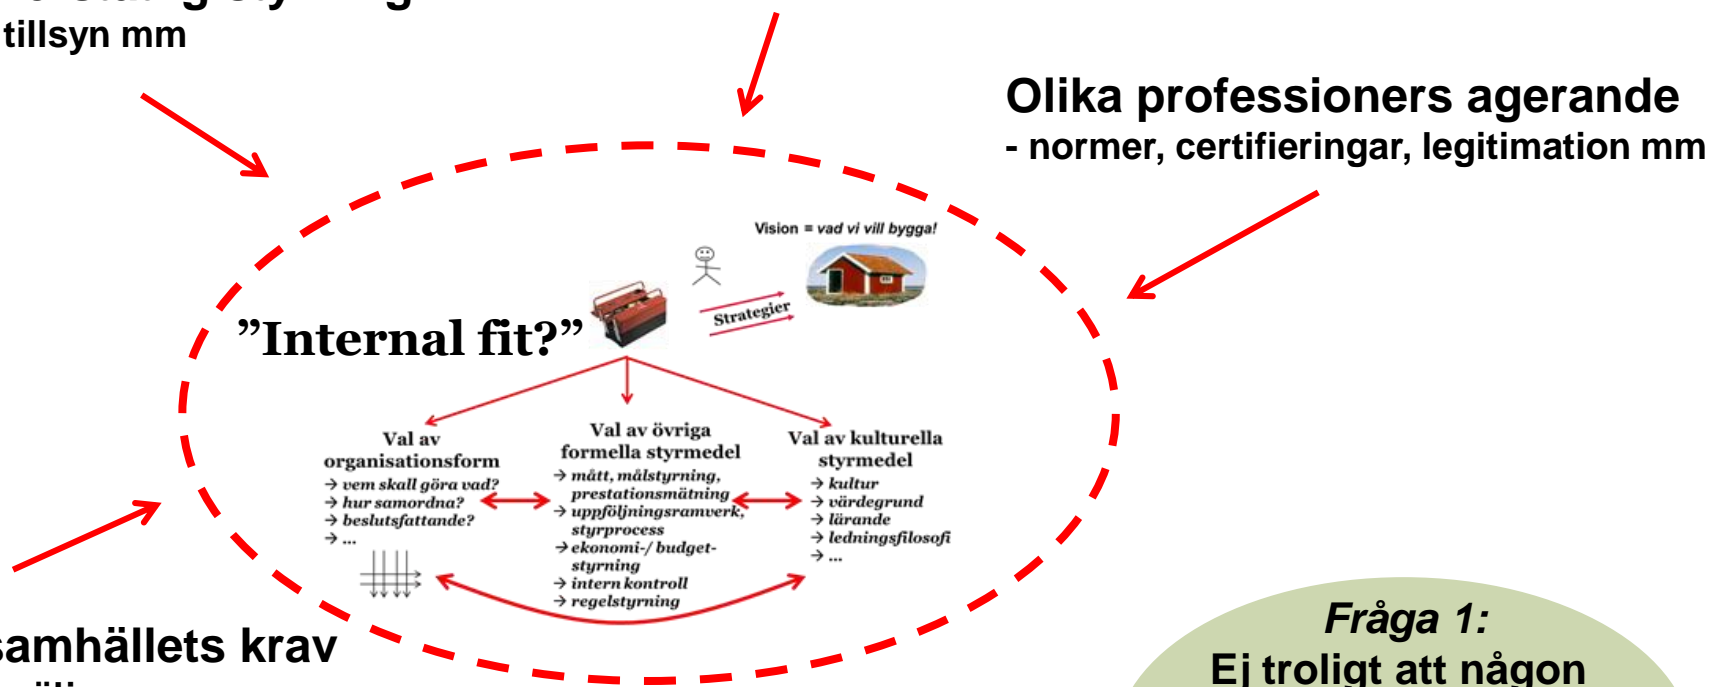 tillsyn mm
Olika professioners agerande
- normer, certifieringar, legitimation mm
Vision = vad vi vill bygga!
Strategier
”Internal fit?”
Val av
organisationsform
→ vem skall göra vad?
→ hur samordna?
→ beslutsfattande?
→ ...
Val av övriga
formella styrmedel
→ mått, målstyrning,
prestationsmätning
→ uppföljningsramverk,
styrprocess
→ ekonomi-/ budget-
styrning
→ intern kontroll
→ regelstyrning
Val av kulturella
styrmedel
→ kultur
→ värdegrund
→ lärande
→ ledningsfilosofi
→ ...
samhällets krav
Fråga 1:
Ej troligt att någon